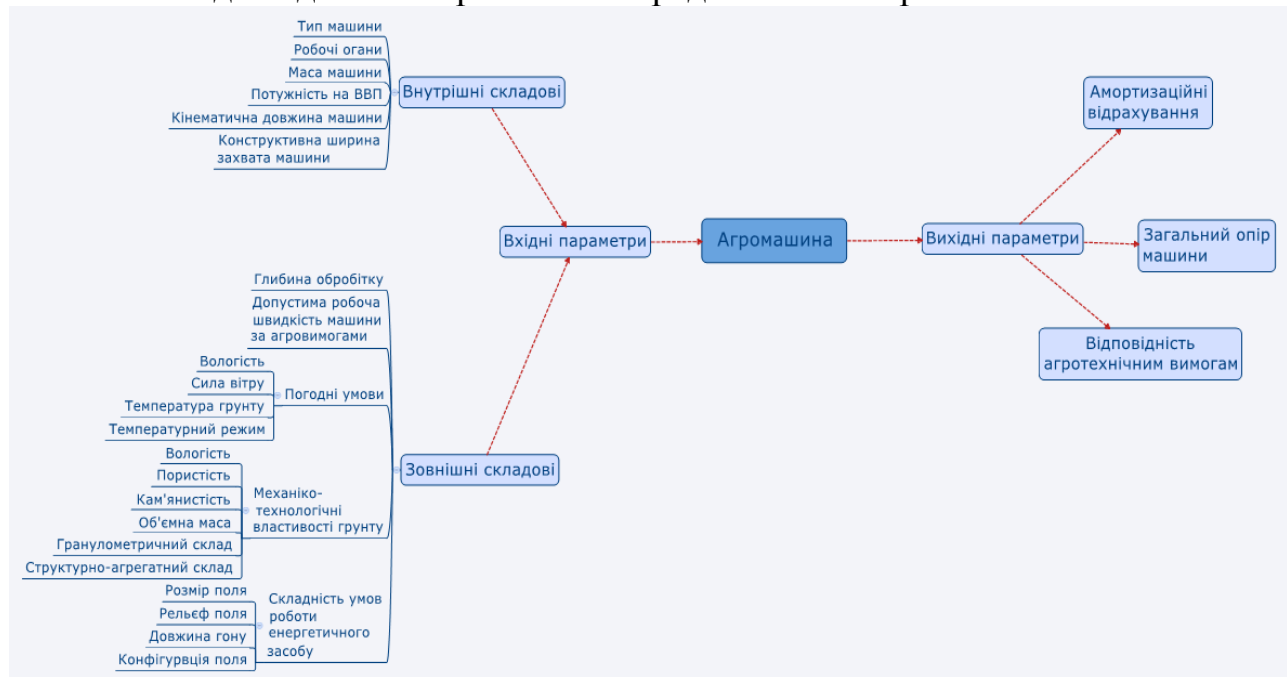 Тип машини
Робочі огани
Маса машини
Потужність на ВВП
Кінематична довжина машини
Конструктивна ширина
захвата машини
Внутрішні складові
Вхідні параметри
Агромашина
Вихідні параметри
Амортизаційні
відрахування
Загальний опір
машини
Відповідність
агротехнічним вимогам
Глибина обробітку
Допустима робоча
швидкість машини
за агровимогами
Вологість
Сила вітру
Температура грунту
Температурний режим
Погодні умови
Зовнішні складові
Вологість
Пористість
Кам'янистість
Об'ємна маса
Гранулометричний склад
Структурно-агрегатний склад
Механіко-
технологічні
властивості грунту
Розмір поля
Рельєф поля
Довжина гону
Конфігурвція поля
Складність умов
роботи
енергетичного
засобу